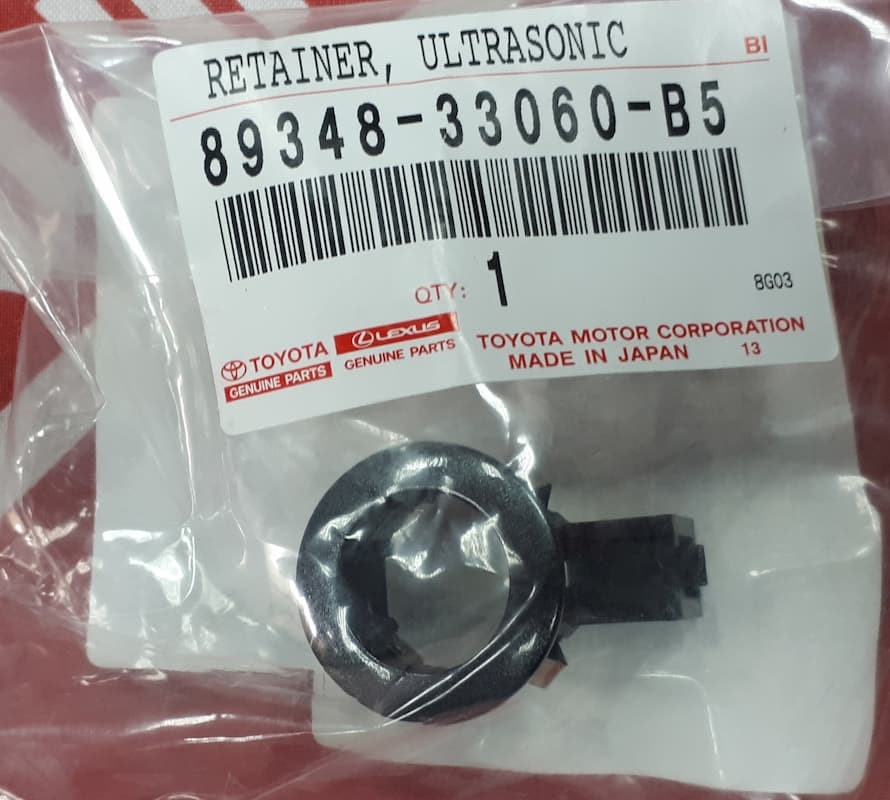 RETAINER, ULTRASONIC
BI
89348-33060-B5
QTY: 1
8G03
TOYOTA
GENUINE PARTS
LEXUS
GENUINE PARTS
TOYOTA MOTOR CORPORATION
MADE IN JAPAN 13